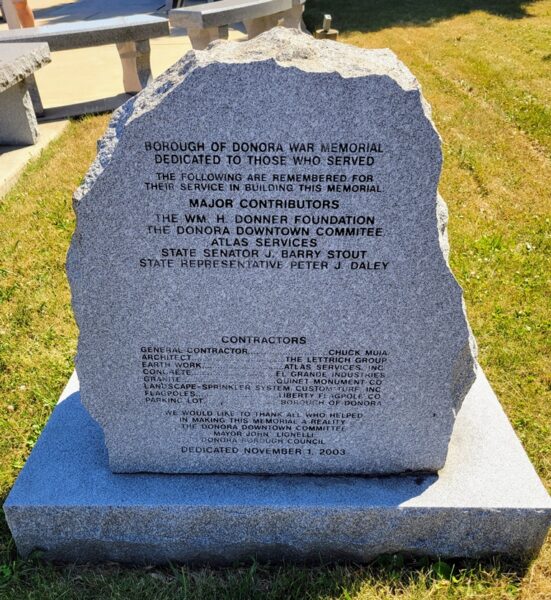 BOROUGH OF DONORA WAR MEMORIAL
DEDICATED TO THOSE WHO SERVED
THE FOLLOWING ARE REMEMBERED FOR
THEIR SERVICE IN BUILDING THIS MEMORIAL
MAJOR CONTRIBUTORS
THE WM. H. DONNER FOUNDATION
THE DONORA DOWNTOWN COMMITEE
ATLAS SERVICES
STATE SENATOR J. BARRY STOUT
STATE REPRESENTATIVE PETER J. DALEY
CONTRACTORS
GENERAL CONTRACTOR..................CHUCK MUIA
ARCHITECT..................THE LETTRICH GROUP
EARTH WORK..................ATLAS SERVICES, INC
CONCRETE..................EL GRANDE INDUSTRIES
GRANITE..................QUINET MONUMENT CO
LANDSCAPE-SPRINKLER SYSTEM CUSTOM TURF, INC
FLAGPOLES..................LIBERTY FLAGPOLE CO
PARKING LOT..................BOROUGH OF DONORA
WE WOULD LIKE TO THANK ALL WHO HELPED
IN MAKING THIS MEMORIAL A REALITY
THE DONORA DOWNTOWN COMMITTEE
MAYOR JOHN LIGNELLI
DONORA BOROUGH COUNCIL
DEDICATED NOVEMBER 1, 2003